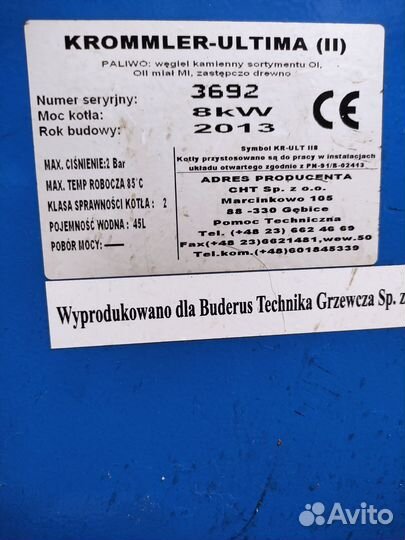 KROMMLER-ULTIMA (II)
PALIWO: węgiel kamienny sortymentu OI,
OII miał MI, zastępczo drewno
Numer seryjny: 3692
Moc kotła: 8kW
Rok budowy: 2013
CE
Symbol KR-ULT II8
Kotły przystosowane są do pracy w instalacjach
układu otwartego zgodnie z PN-91/B-02413
MAX. CIŚNIENIE:2 Bar
MAX. TEMP ROBOCZA 85°C
KLASA SPRAWNOŚCI KOTŁA : 2
POJEMNOŚĆ WODNA : 45L
POBÓR MOCY:
ADRES PRODUCENTA
CHT Sp. z o.o.
Marcinkowo 105
88 -330 Gębice
Pomoc Techniczna
Tel. (+48 23) 662 46 69
Fax(+48 23)6621481,wew.50
Tel.kom.(+48)601845339
Wyprodukowano dla Buderus Technika Grzewcza Sp. z
Avito